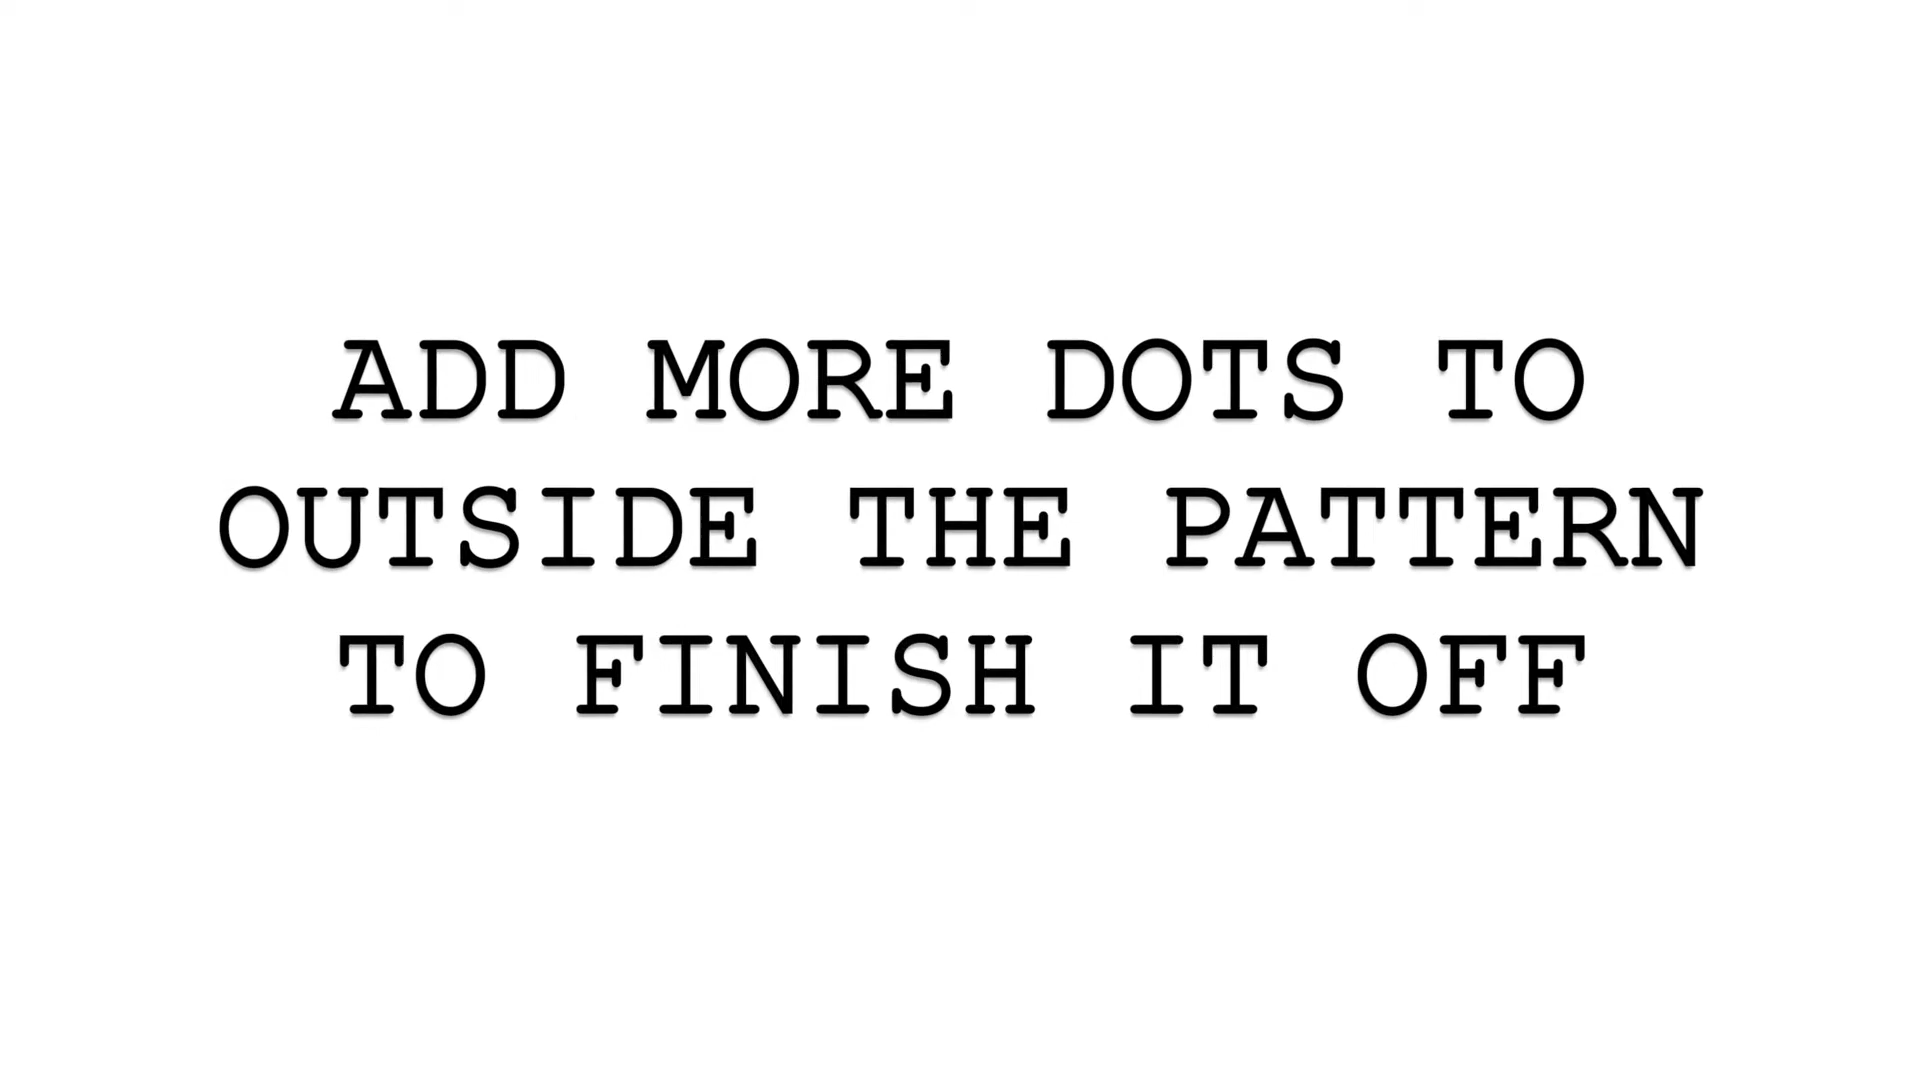 ADD MORE DOTS TO
OUTSIDE THE PATTERN
TO FINISH IT OFF